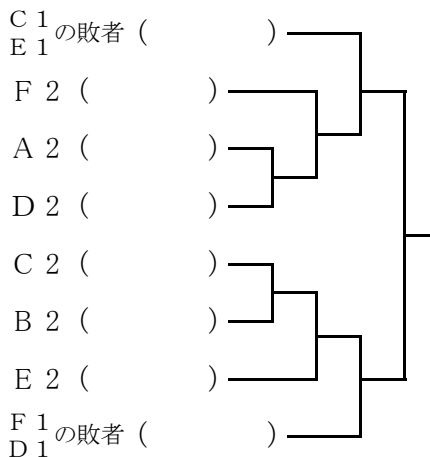 C 1
E 1 の敗者 (　　　)
F 2 (　　　)
A 2 (　　　)
D 2 (　　　)
C 2 (　　　)
B 2 (　　　)
E 2 (　　　)
F 1
D 1 の敗者 (　　　)